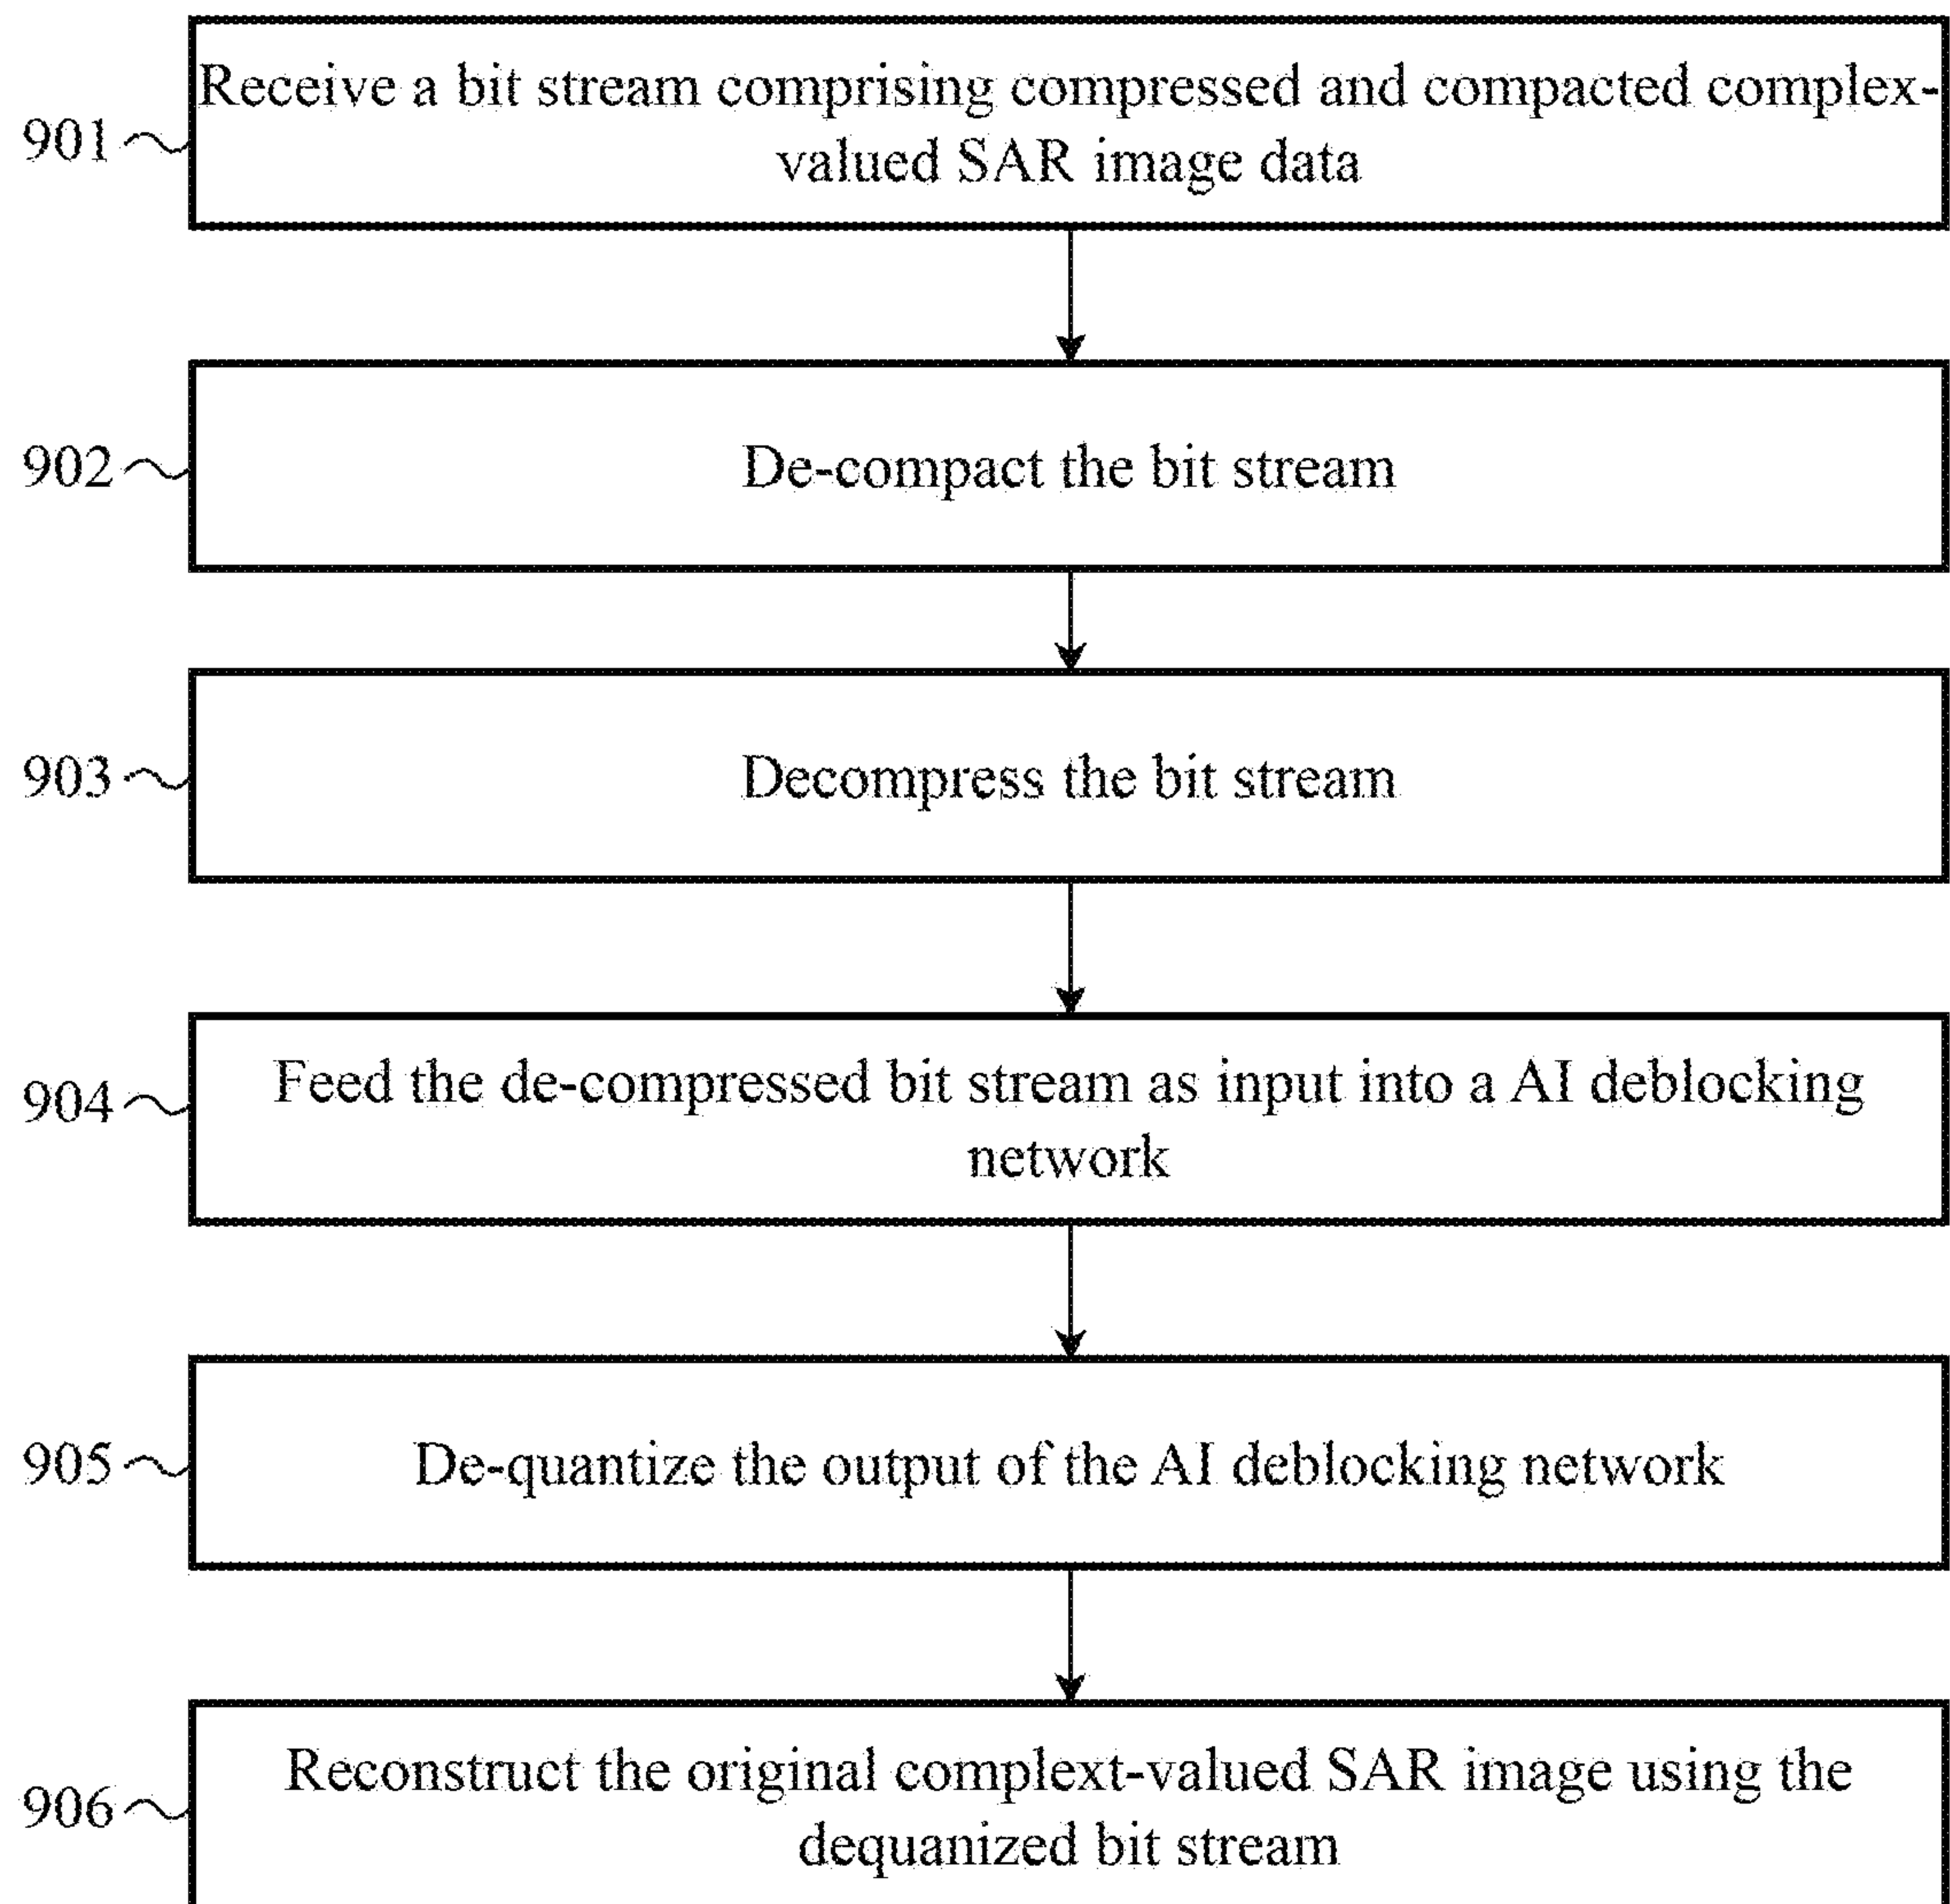 Receive a bit stream comprising compressed and compacted complex-
901
valued SAR image data
902
De-compact the bit stream
903
Decompress the bit stream
Feed the de-compressed bit stream as input into a AI deblocking
904
network
905
De-quantize the output of the AI deblocking network
Reconstruct the original complext-valued SAR image using the
906
dequanized bit stream